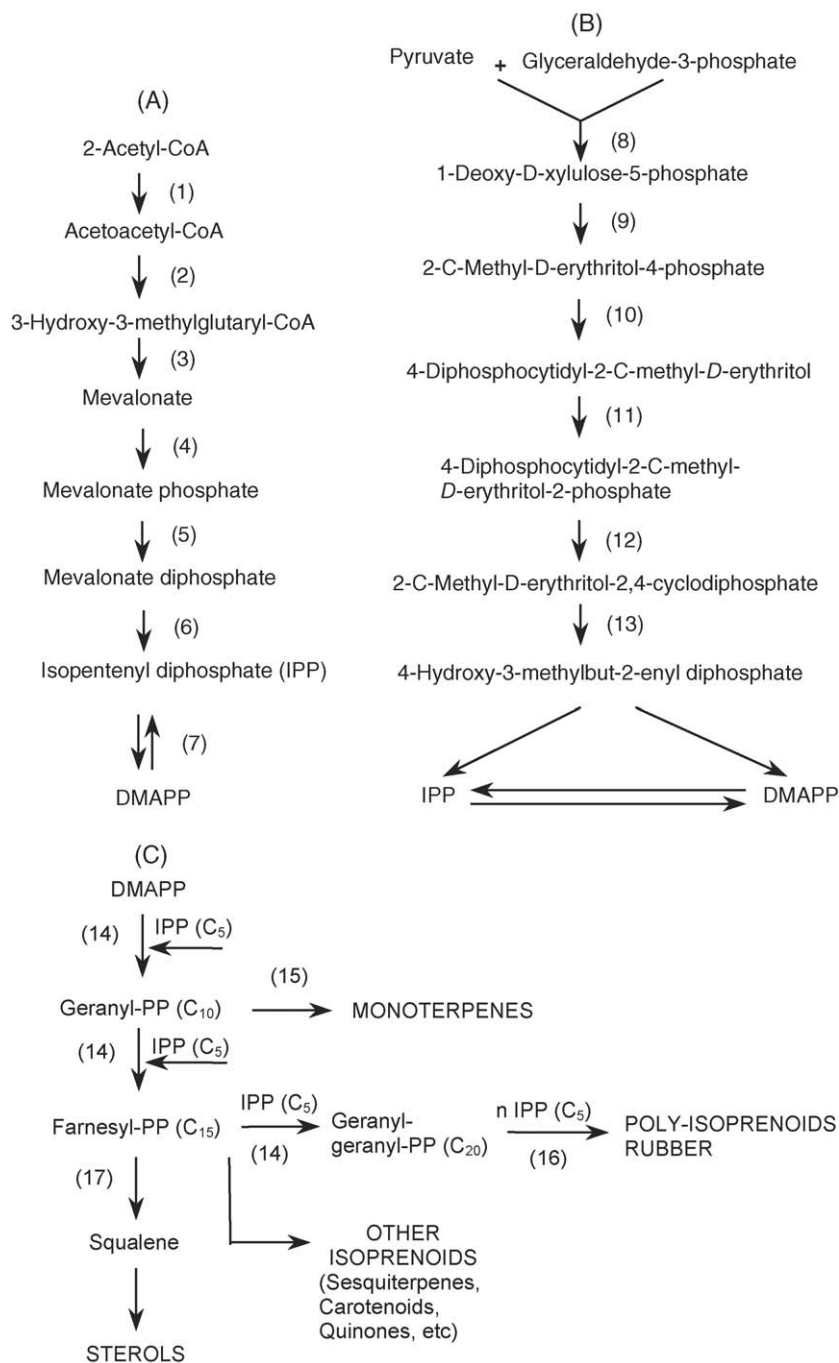 (A)
2-Acetyl-CoA
(1)
Acetoacetyl-CoA
(2)
3-Hydroxy-3-methylglutaryl-CoA
(3)
Mevalonate
(4)
Mevalonate phosphate
(5)
Mevalonate diphosphate
(6)
Isopentenyl diphosphate (IPP)
(7)
DMAPP
(B)
Pyruvate + Glyceraldehyde-3-phosphate
(8)
1-Deoxy-D-xylulose-5-phosphate
(9)
2-C-Methyl-D-erythritol-4-phosphate
(10)
4-Diphosphocytidyl-2-C-methyl-D-erythritol
(11)
4-Diphosphocytidyl-2-C-methyl-
D-erythritol-2-phosphate
(12)
2-C-Methyl-D-erythritol-2,4-cyclodiphosphate
(13)
4-Hydroxy-3-methylbut-2-enyl diphosphate
IPP DMAPP
(C)
DMAPP
(14) IPP (C₅)
(15)
Geranyl-PP (C₁₀) MONOTERPENES
(14) IPP (C₅)
IPP (C₅) n IPP (C₅)
Farnesyl-PP (C₁₅)
(14)
Geranyl-
geranyl-PP (C₂₀)
(16)
POLY-ISOPRENOIDS
RUBBER
(17)
Squalene
OTHER
ISOPRENOIDS
(Sesquiterpenes,
Carotenoids,
Quinones, etc)
STEROLS